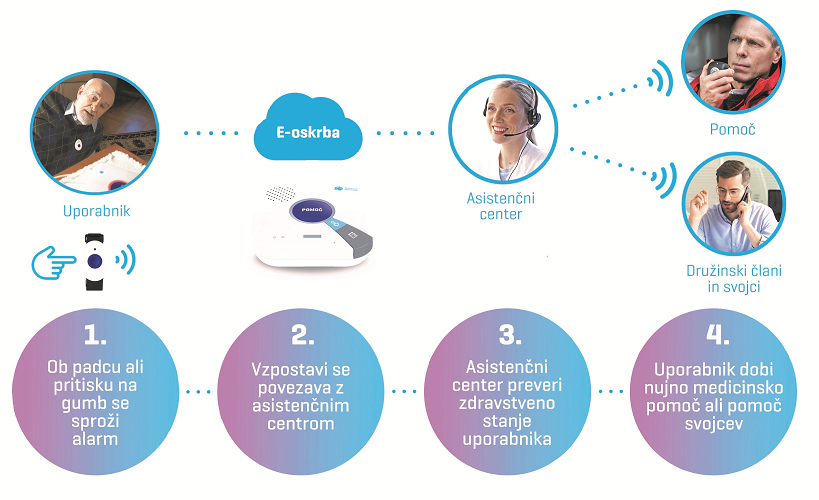 E-oskrba
Pomoč
Uporabnik
POMOČ
Asistenčni
center
Družinski člani
in svojci
1.
Ob padcu ali
pritisku na
gumb se
sproži
alarm
2.
Vzpostavi se
povezava z
asistenčnim
centrom
3.
Asistenčni
center preveri
zdravstveno
stanje
uporabnika
4.
Uporabnik dobi
nujno medicinsko
pomoč ali pomoč
svojcev